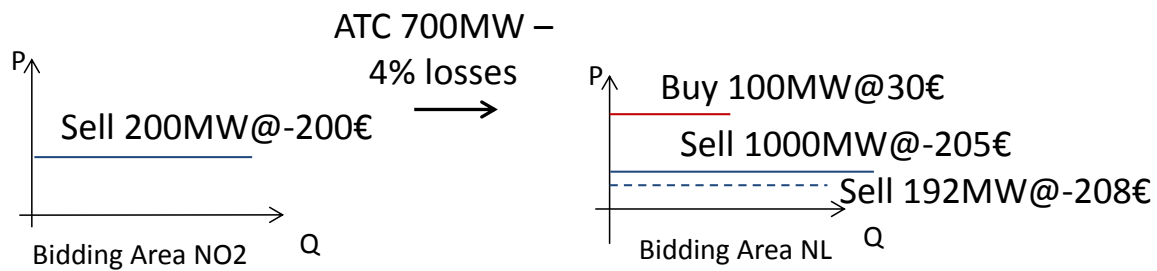 ATC 700MW –
4% losses
P
Sell 200MW@-200€
Q
Bidding Area NO2
P
Buy 100MW@30€
Sell 1000MW@-205€
Sell 192MW@-208€
Q
Bidding Area NL